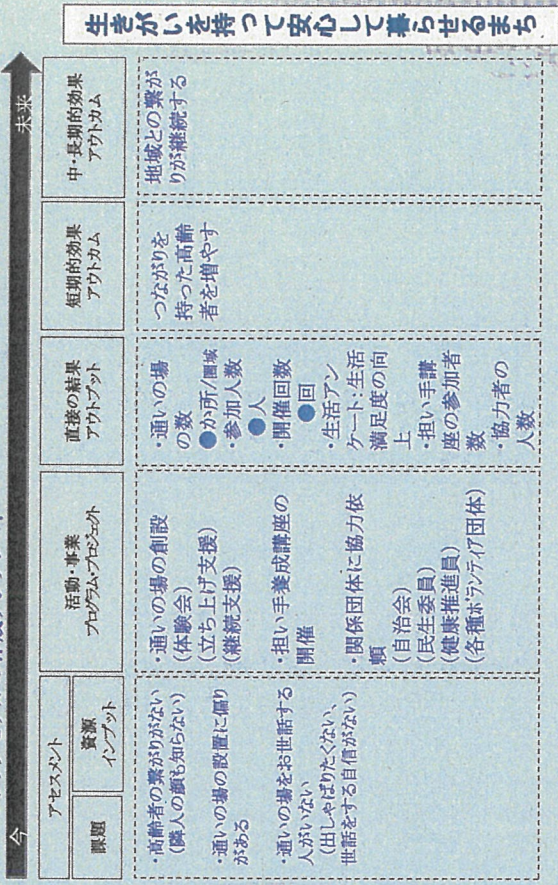 今
未来
アセスメント
課題
資源
インプット
活動・事業
プログラム・プロジェクト
直接の結果
アウトプット
短期的効果
アウトカム
中・長期的効果
アウトカム
・高齢者の繋がりがない
(隣人の顔も知らない)
・通いの場の設置に偏り
がある
・通いの場をお世話する
人がいない
(出しゃばりたくない、
世話をする自信がない)
・通いの場の創設
(体験会)
(立ち上げ支援)
(継続支援)
・担い手養成講座の
開催
・関係団体に協力依
頼
(自治会)
(民生委員)
(健康推進員)
(各種ボランティア団体)
・通いの場
の数
●か所/圏域
・参加人数
●人
・開催回数
●回
・生活アン
ケート:生活
満足度の向
上
・担い手講
座の参加者
数
・協力者の
人数
つながりを
持った高齢
者を増やす
地域との繋が
りが継続する
生きがいを持って安心して暮らせるまち